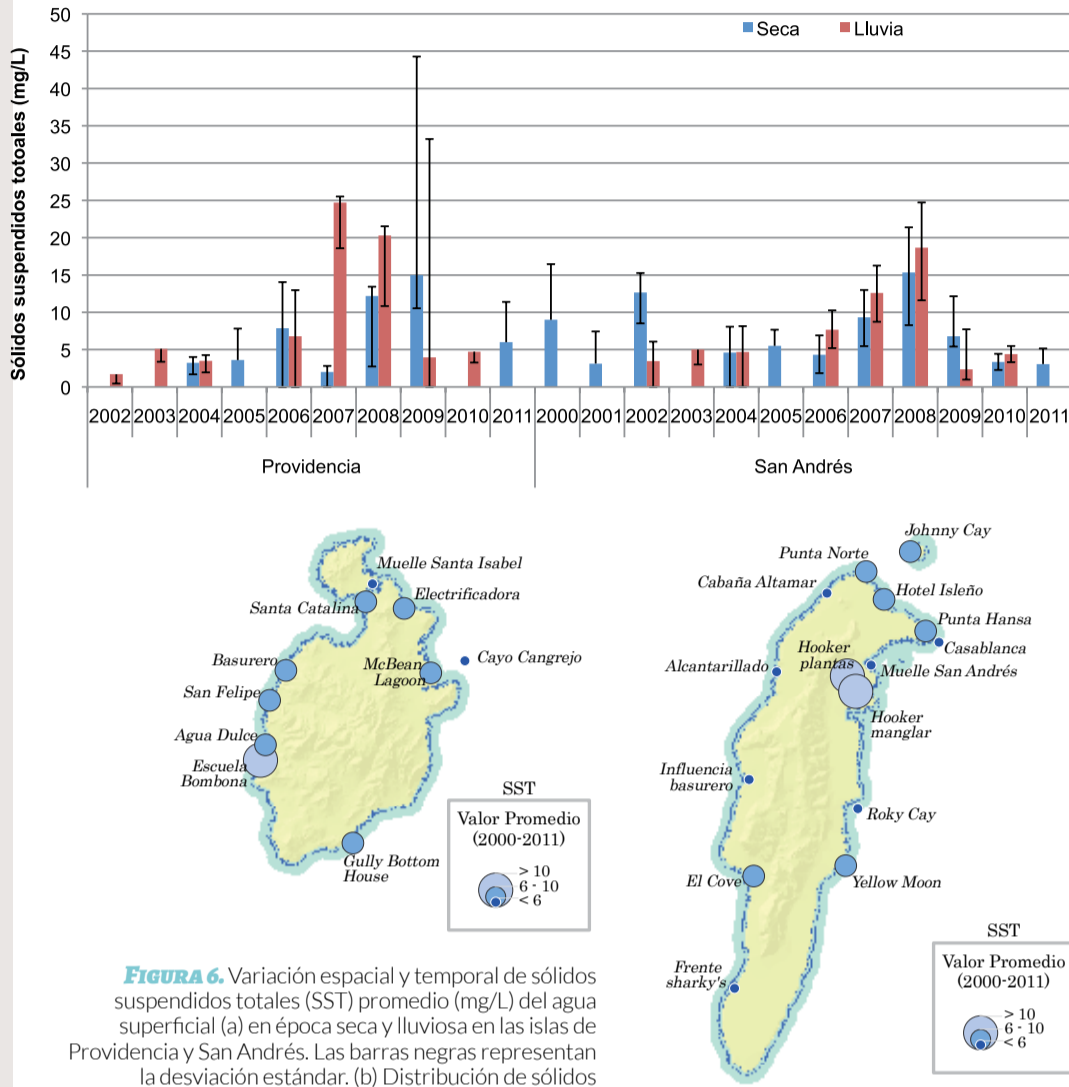 50
45
40
35
30
25
20
15
10
5
0
Sólidos suspendidos totoales (mg/L)
Seca Lluvia
2002 2003 2004 2005 2006 2007 2008 2009 2010 2011 2000 2001 2002 2003 2004 2005 2006 2007 2008 2009 2010 2011
Providencia San Andrés
Muelle Santa Isabel
Santa Catalina
Electrificadora
Basurero
McBean
Lagoon
Cayo Cangrejo
San Felipe
Agua Dulce
Escuela
Bombona
Gully Bottom
House
SST
Valor Promedio
(2000-2011)
> 10
6 - 10
< 6
Johnny Cay
Punta Norte
Cabaña Altamar
Hotel Isleño
Punta Hansa
Casablanca
Hooker
plantas
Muelle San Andrés
Alcantarillado
Hooker
manglar
Influencia
basurero
Roky Cay
El Cove
Yellow Moon
Frente
sharky's
SST
Valor Promedio
(2000-2011)
> 10
6 - 10
< 6
FIGURA 6. Variación espacial y temporal de sólidos
suspendidos totales (SST) promedio (mg/L) del agua
superficial (a) en época seca y lluviosa en las islas de
Providencia y San Andrés. Las barras negras representan
la desviación estándar. (b) Distribución de sólidos